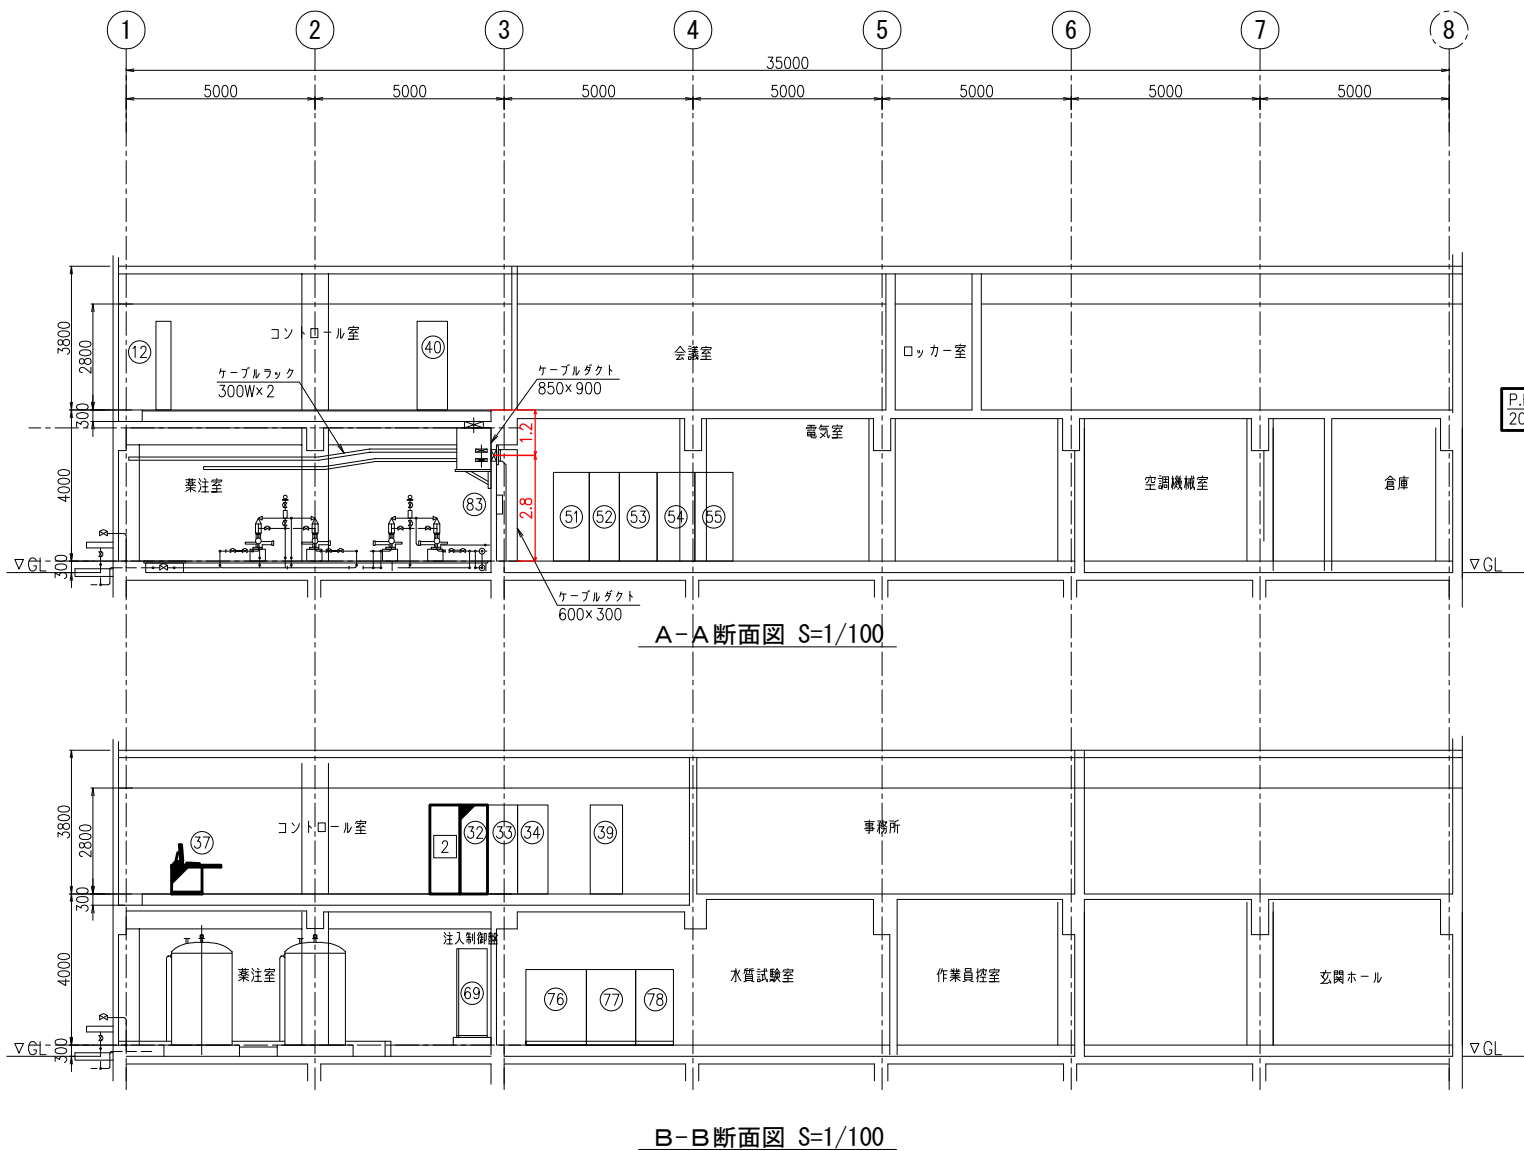 1 2 3 4 5 6 7 8
35000
5000 5000 5000 5000 5000 5000 5000
3800
2800
300
4000
300
12
コントロール室
40
会議室
ロッカー室
ケーブルラック
300W×2
ケーブルダクト
850×900
1.2
2.8
電気室
薬注室
83
51 52 53 54 55
空調機械室
倉庫
▽GL
▽GL
ケーブルダクト
600×300
A-A断面図 S=1/100
3800
2800
300
4000
300
コントロール室
37
2 32 33 34 39
事務所
注入制御盤
薬注室
69
76 77 78
水質試験室
作業員控室
玄関ホール
▽GL
▽GL
B-B断面図 S=1/100